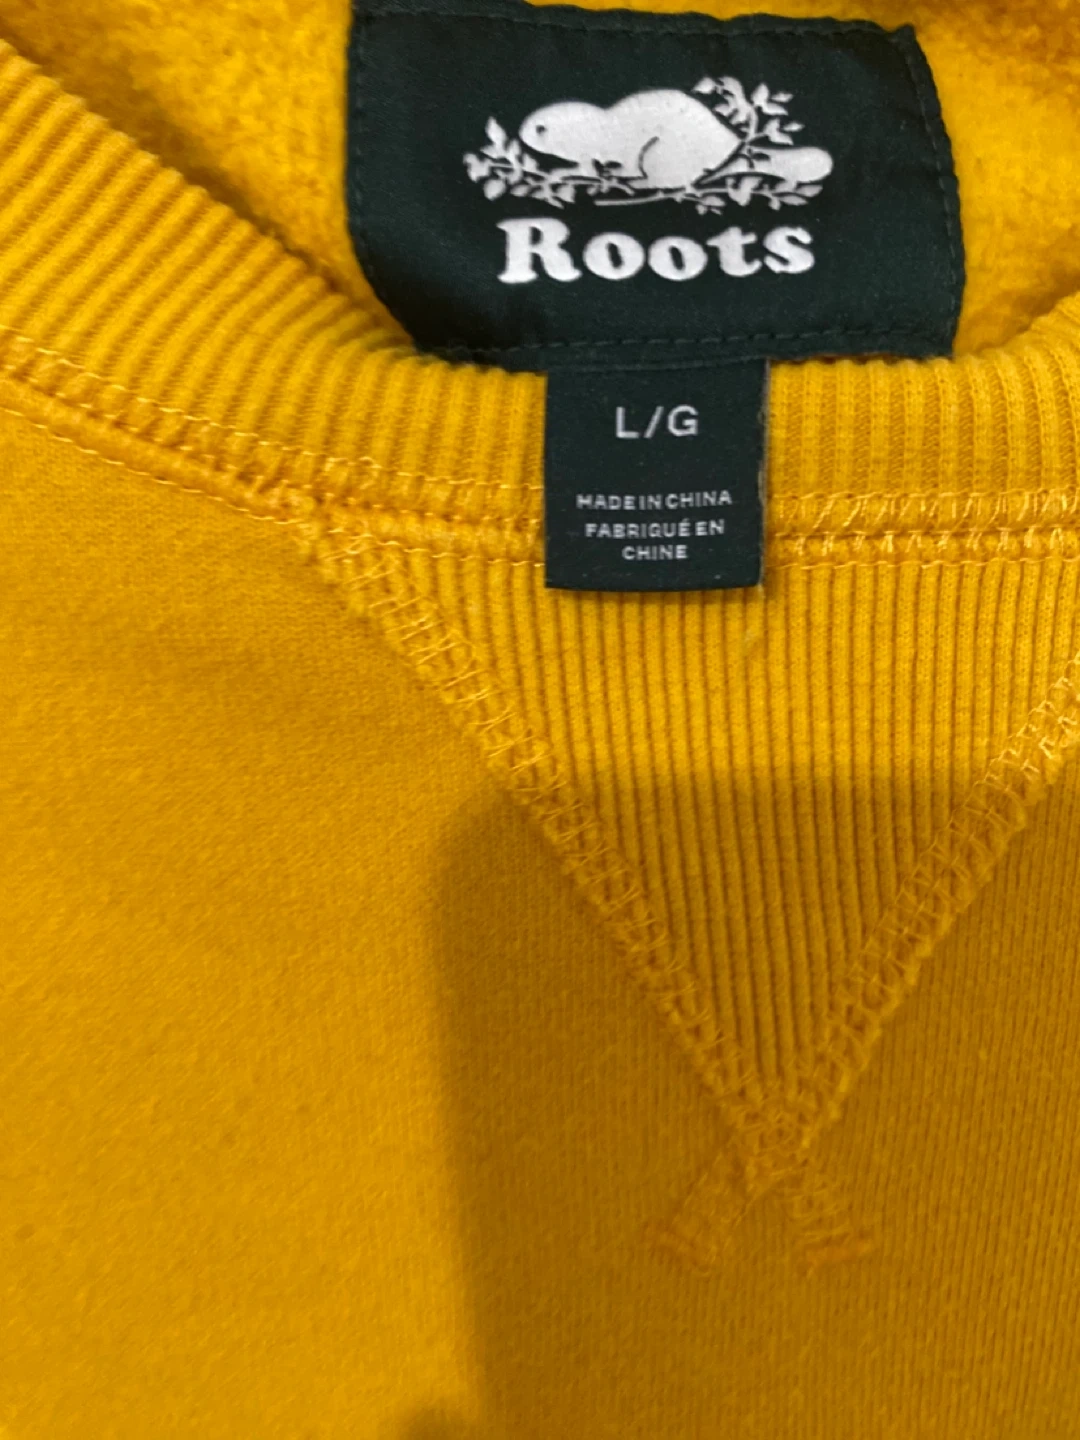 Roots
L/G
MADE IN CHINA
FABRIQUÉ EN
CHINE